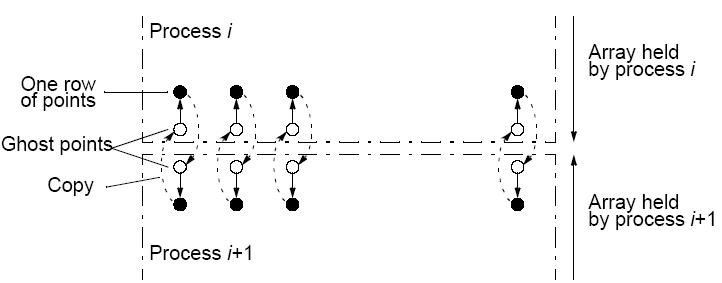 Process i
Array held
by process i
One row
of points
Ghost points
Copy
Array held
by process i+1
Process i+1